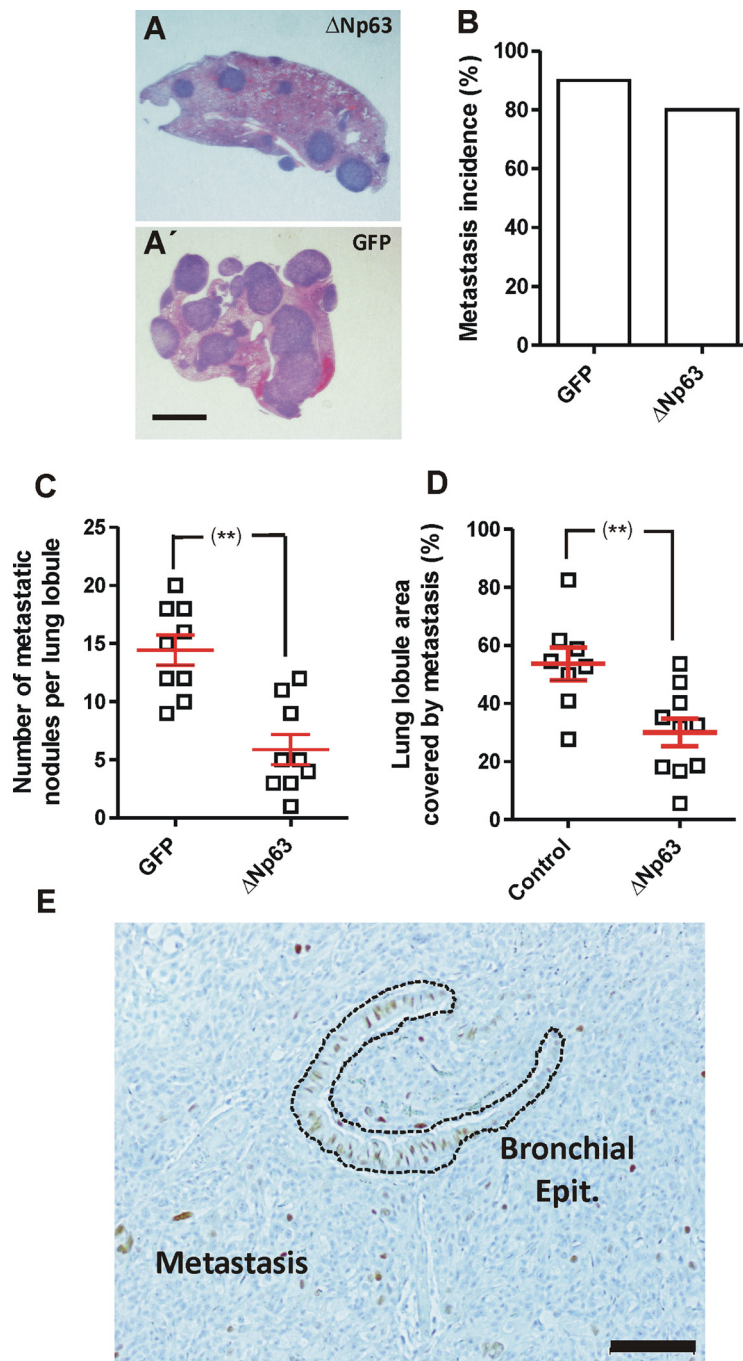 A
ΔNp63
A´
GFP
B
Metastasis incidence (%)
100
80
60
40
20
0
GFP
ΔNp63
C
Number of metastatic
nodules per lung lobule
25
20
15
10
5
0
(**)
GFP
ΔNp63
D
Lung lobule area
covered by metastasis (%)
100
80
60
40
20
0
(**)
Control
ΔNp63
E
Bronchial
Epit.
Metastasis